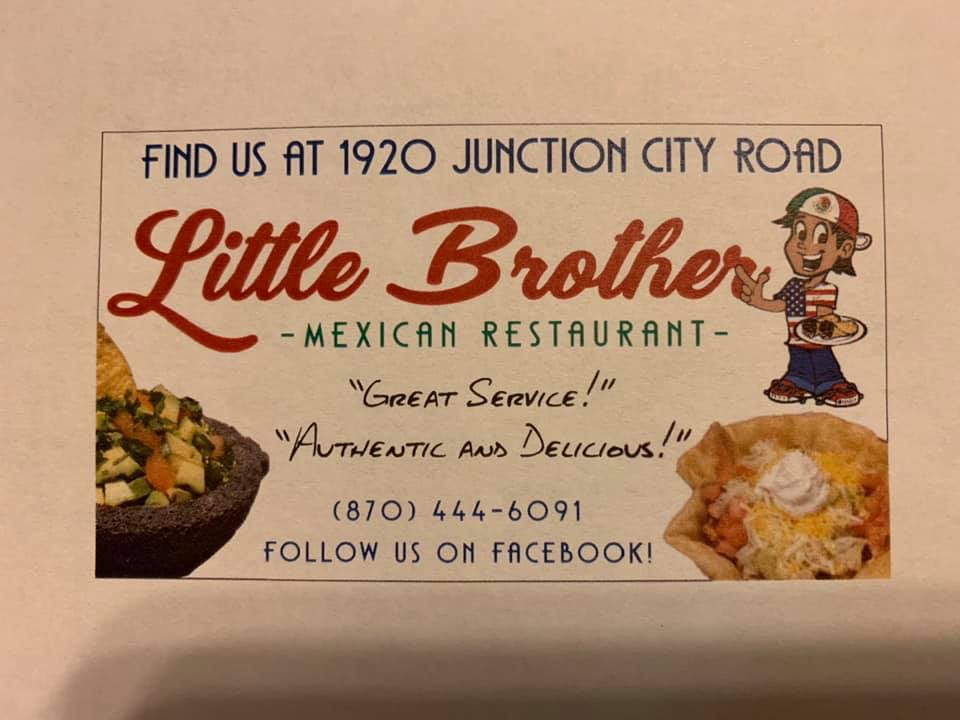 FIND US AT 1920 JUNCTION CITY ROAD
Little Brother
-MEXICAN RESTAURANT-
"GREAT SERVICE!"
"AUTHENTIC AND DELICIOUS!"
(870) 444-6091
FOLLOW US ON FACEBOOK!